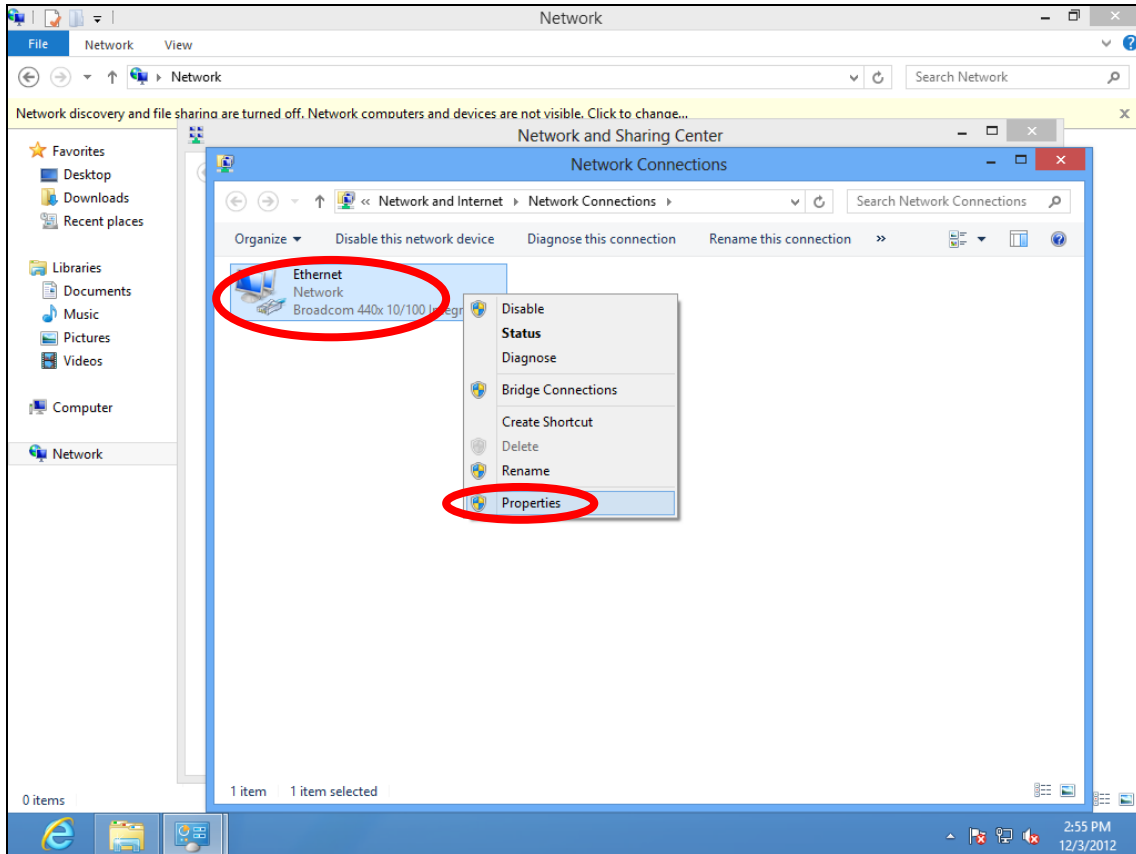 Network
File Network View
Network
Search Network
Network discovery and file sharing are turned off. Network computers and devices are not visible. Click to change...
x
Favorites
Desktop
Downloads
Recent places
Libraries
Documents
Music
Pictures
Videos
Computer
Network
0 items
Network and Sharing Center
Network Connections
« Network and Internet Network Connections
Search Network Connections
Organize Disable this network device Diagnose this connection Rename this connection »
Ethernet
Network
Broadcom 440x 10/100 Integr
Disable
Status
Diagnose
Bridge Connections
Create Shortcut
Delete
Rename
Properties
1 item 1 item selected
2:55 PM
12/3/2012